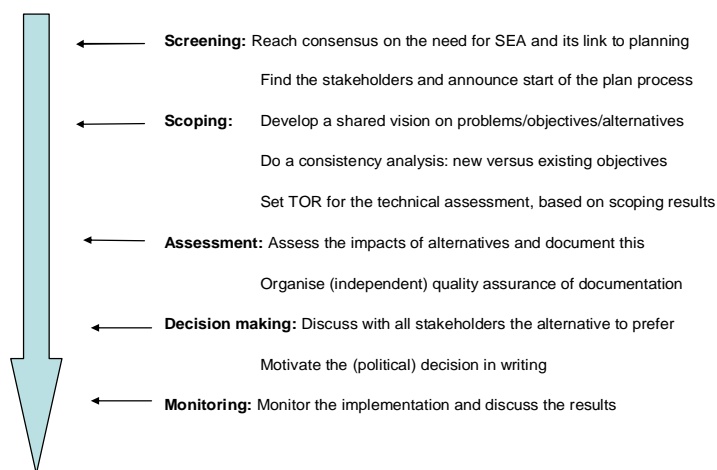 Screening: Reach consensus on the need for SEA and its link to planning
Find the stakeholders and announce start of the plan process
Scoping: Develop a shared vision on problems/objectives/alternatives
Do a consistency analysis: new versus existing objectives
Set TOR for the technical assessment, based on scoping results
Assessment: Assess the impacts of alternatives and document this
Organise (independent) quality assurance of documentation
Decision making: Discuss with all stakeholders the alternative to prefer
Motivate the (political) decision in writing
Monitoring: Monitor the implementation and discuss the results